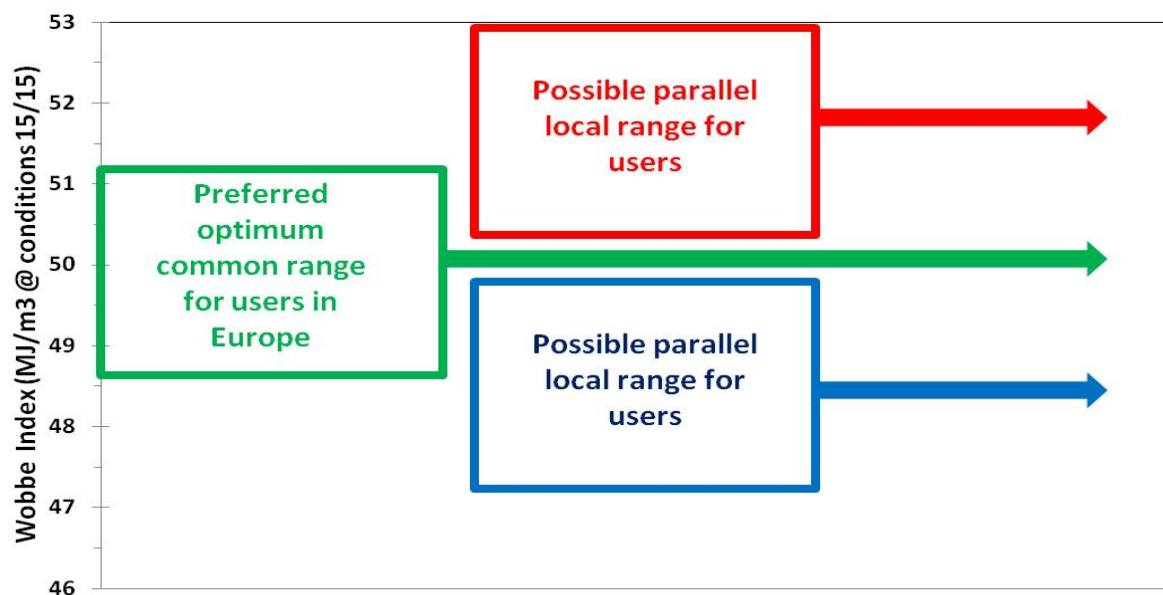 Wobbe Index (MJ/m3 @ conditions 15/15)
53
52
51
50
49
48
47
46
Preferred
optimum
common range
for users in
Europe
Possible parallel
local range for
users
Possible parallel
local range for
users